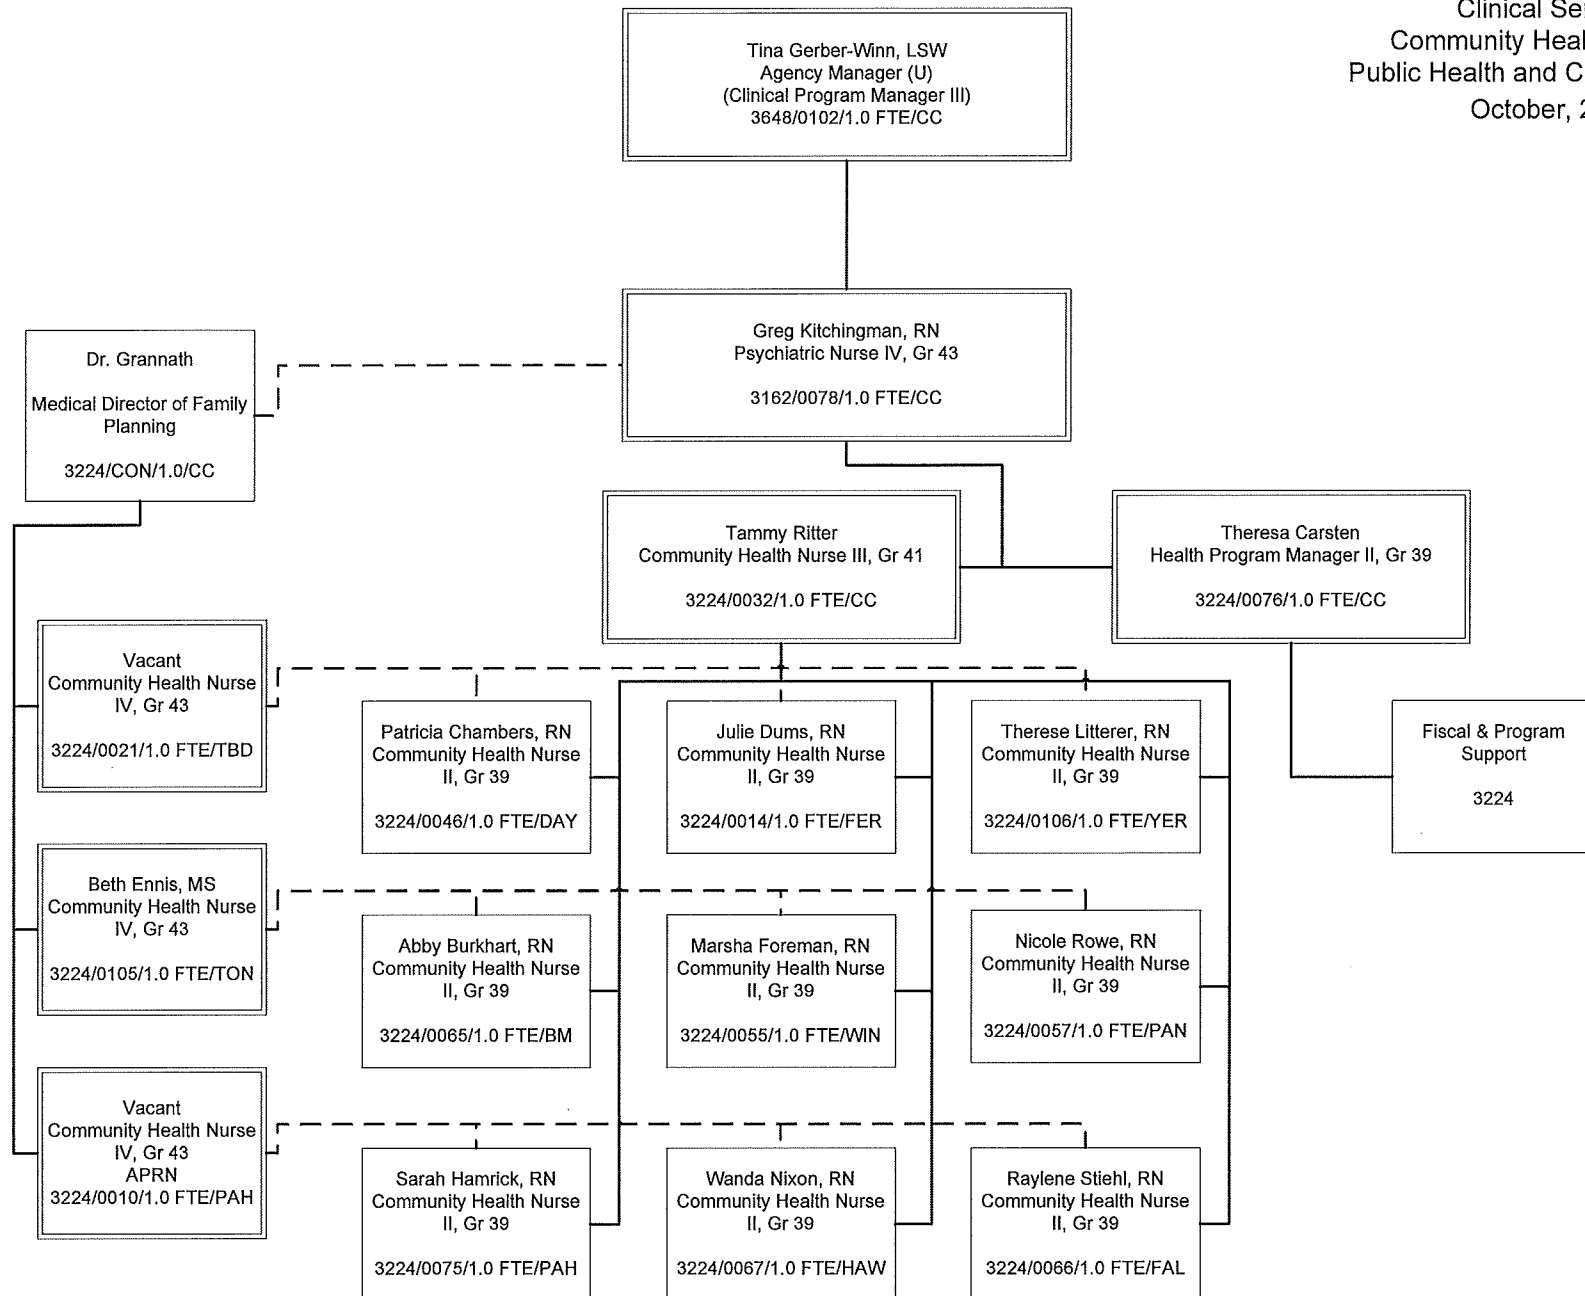 Clinical
Community
Public Health and
October,
Tina Gerber-Winn, LSW
Agency Manager (U)
(Clinical Program Manager III)
3648/0102/1.0 FTE/CC
Greg Kitchingman, RN
Psychiatric Nurse IV, Gr 43
3162/0078/1.0 FTE/CC
Dr. Grannath
Medical Director of Family
Planning
3224/CON/1.0/CC
Tammy Ritter
Community Health Nurse III, Gr 41
3224/0032/1.0 FTE/CC
Theresa Carsten
Health Program Manager II, Gr 39
3224/0076/1.0 FTE/CC
Vacant
Community Health Nurse
IV, Gr 43
3224/0021/1.0 FTE/TBD
Patricia Chambers, RN
Community Health Nurse
II, Gr 39
3224/0046/1.0 FTE/DAY
Julie Dums, RN
Community Health Nurse
II, Gr 39
3224/0014/1.0 FTE/FER
Therese Litterer, RN
Community Health Nurse
II, Gr 39
3224/0106/1.0 FTE/YER
Fiscal & Program
Support
3224
Beth Ennis, MS
Community Health Nurse
IV, Gr 43
3224/0105/1.0 FTE/TON
Abby Burkhart, RN
Community Health Nurse
II, Gr 39
3224/0065/1.0 FTE/BM
Marsha Foreman, RN
Community Health Nurse
II, Gr 39
3224/0055/1.0 FTE/WIN
Nicole Rowe, RN
Community Health Nurse
II, Gr 39
3224/0057/1.0 FTE/PAN
Vacant
Community Health Nurse
IV, Gr 43
APRN
3224/0010/1.0 FTE/PAH
Sarah Hamrick, RN
Community Health Nurse
II, Gr 39
3224/0075/1.0 FTE/PAH
Wanda Nixon, RN
Community Health Nurse
II, Gr 39
3224/0067/1.0 FTE/HAW
Raylene Stiehl, RN
Community Health Nurse
II, Gr 39
3224/0066/1.0 FTE/FAL